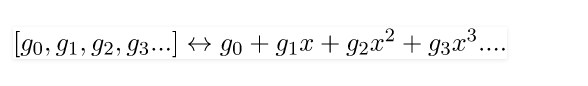 [g₀, g₁, g₂, g₃...] ↔ g₀ + g₁x + g₂x² + g₃x³....